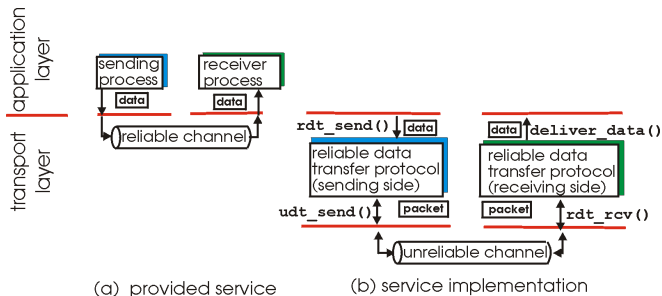 application
layer
transport
layer
sending
process
receiver
process
data
data
reliable channel
rdt_send()
data
data
deliver_data()
reliable data
transfer protocol
(sending side)
reliable data
transfer protocol
(receiving side)
udt_send()
packet
packet
rdt_rcv()
unreliable channel
(a) provided service
(b) service implementation